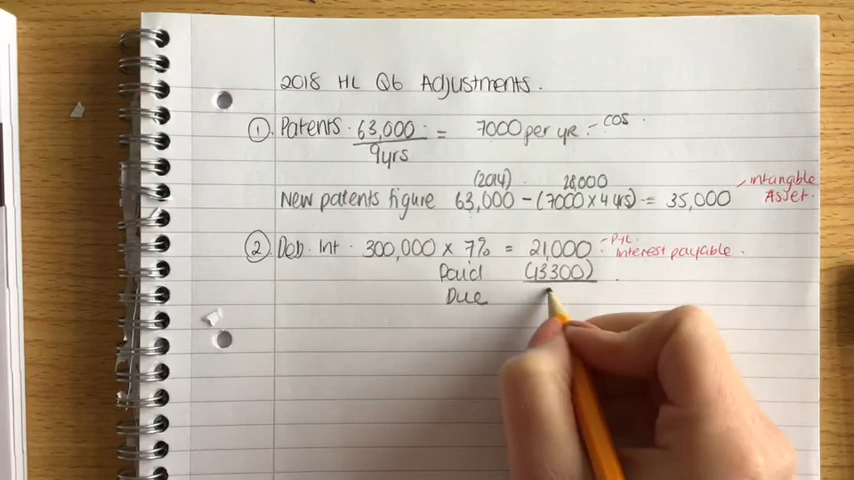 2018 HL Q6 Adjustments.
① Patents . 63,000 = 7000 per yr - COS
9yrs
(2014) 28,000
New patents figure 63,000 - (7000 x 4 yrs) = 35,000 - Intangible Asset.
② Deb Int . 300,000 x 7% = 21,000 - P+L Interest payable.
Paid (13300)
Due